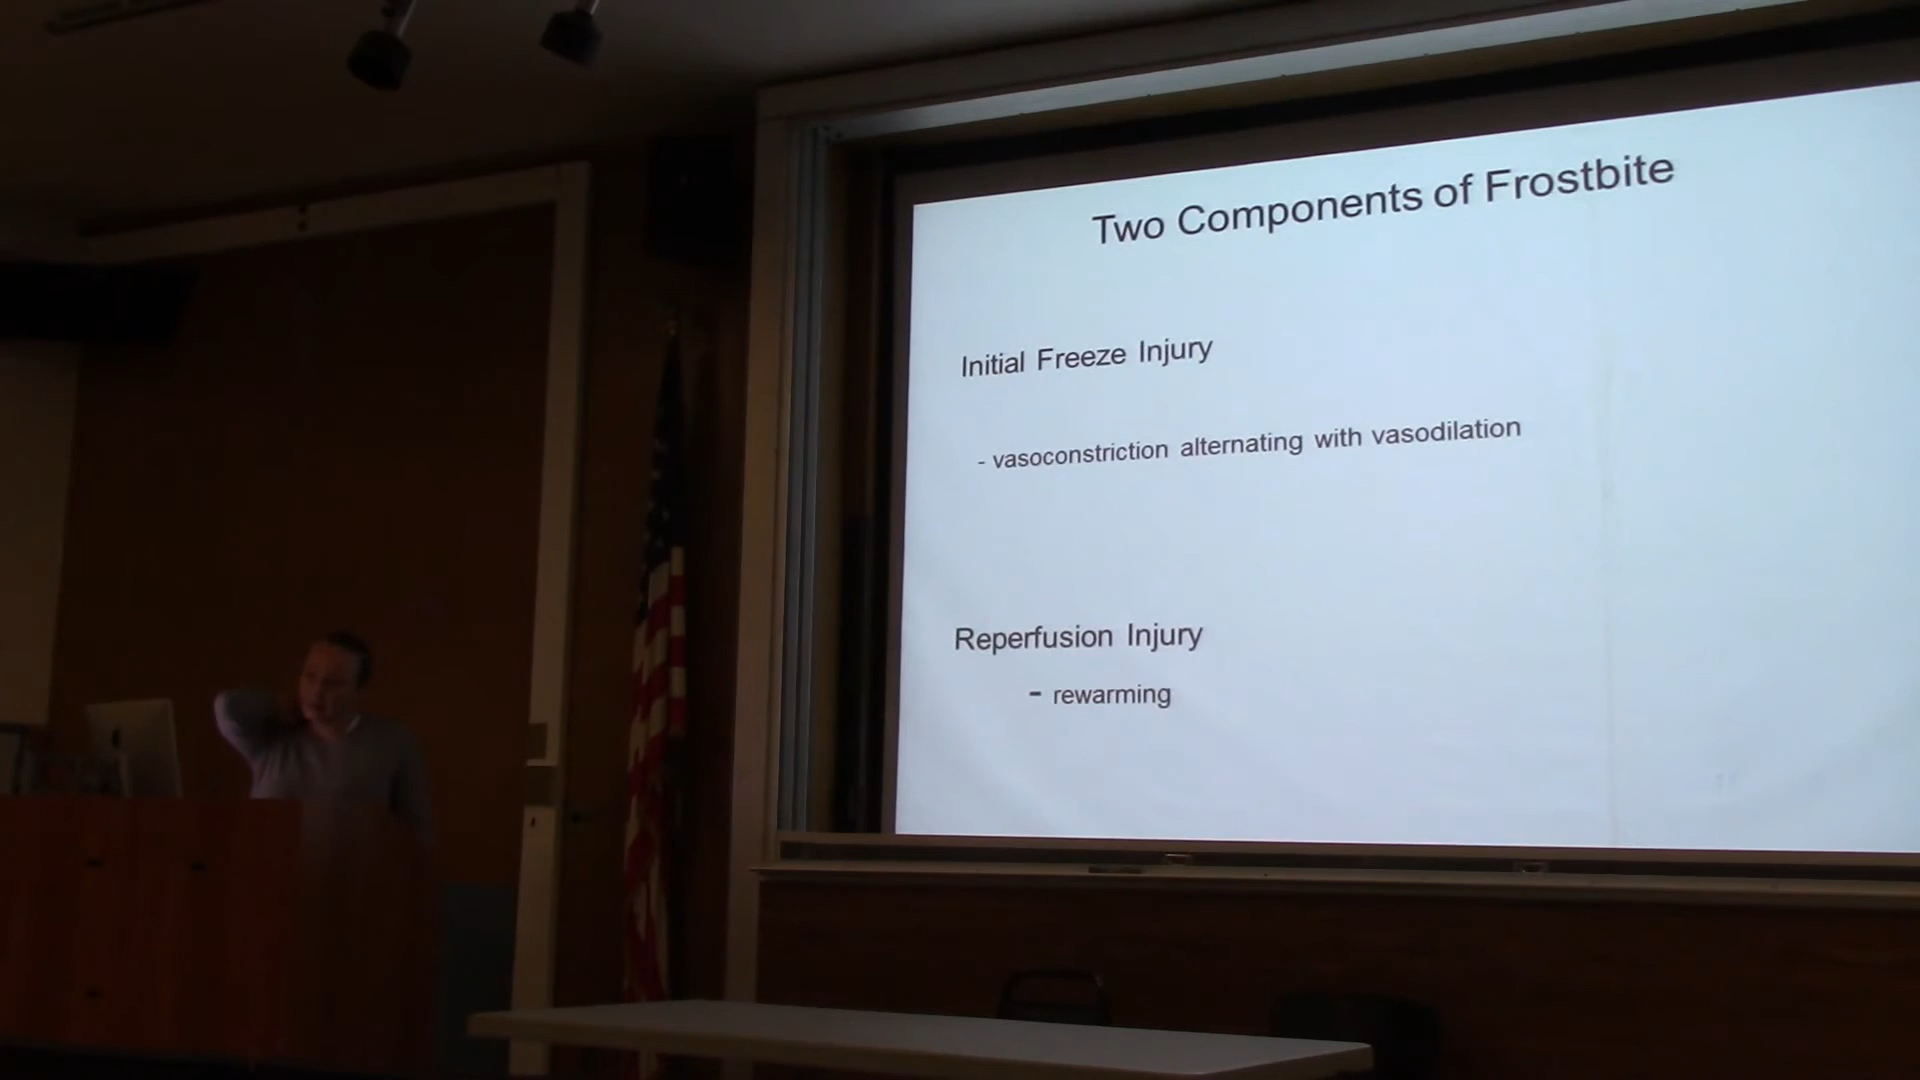 Two Components of Frostbite
Initial Freeze Injury
- vasoconstriction alternating with vasodilation
Reperfusion Injury
- rewarming